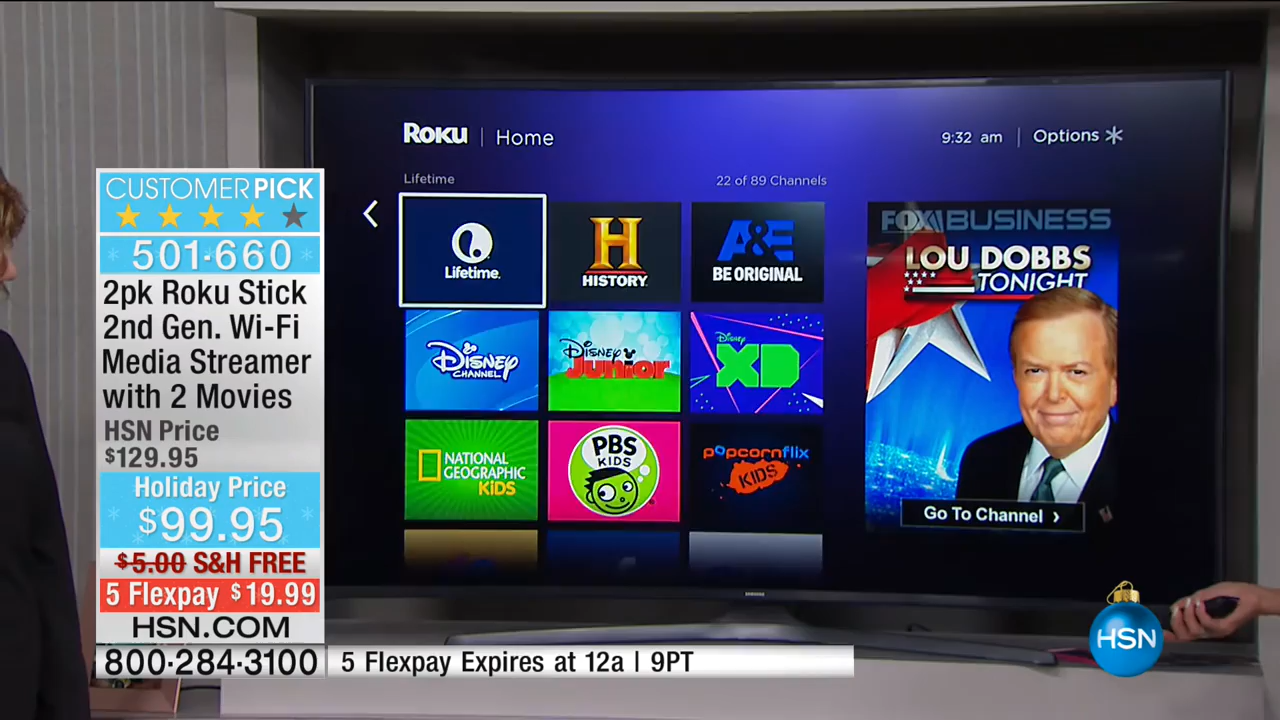 CUSTOMER PICK
501·660
2pk Roku Stick
2nd Gen. Wi-Fi
Media Streamer
with 2 Movies
HSN Price
$129.95
Holiday Price
$99.95
$5.00 S&H FREE
5 Flexpay $19.99
HSN.COM
800·284·3100
5 Flexpay Expires at 12a | 9PT
ROKU | Home
9:32 am | Options
Lifetime
22 of 89 Channels
Lifetime
H
HISTORY
A&E
BE ORIGINAL
DISNEY
CHANNEL
DISNEY
Junior
Disney
XD
NATIONAL
GEOGRAPHIC
KiDS
PBS
KIDS
popcornflix
KIDS
FOX BUSINESS
LOU DOBBS
TONIGHT
Go To Channel ›
SAMSUNG
HSN